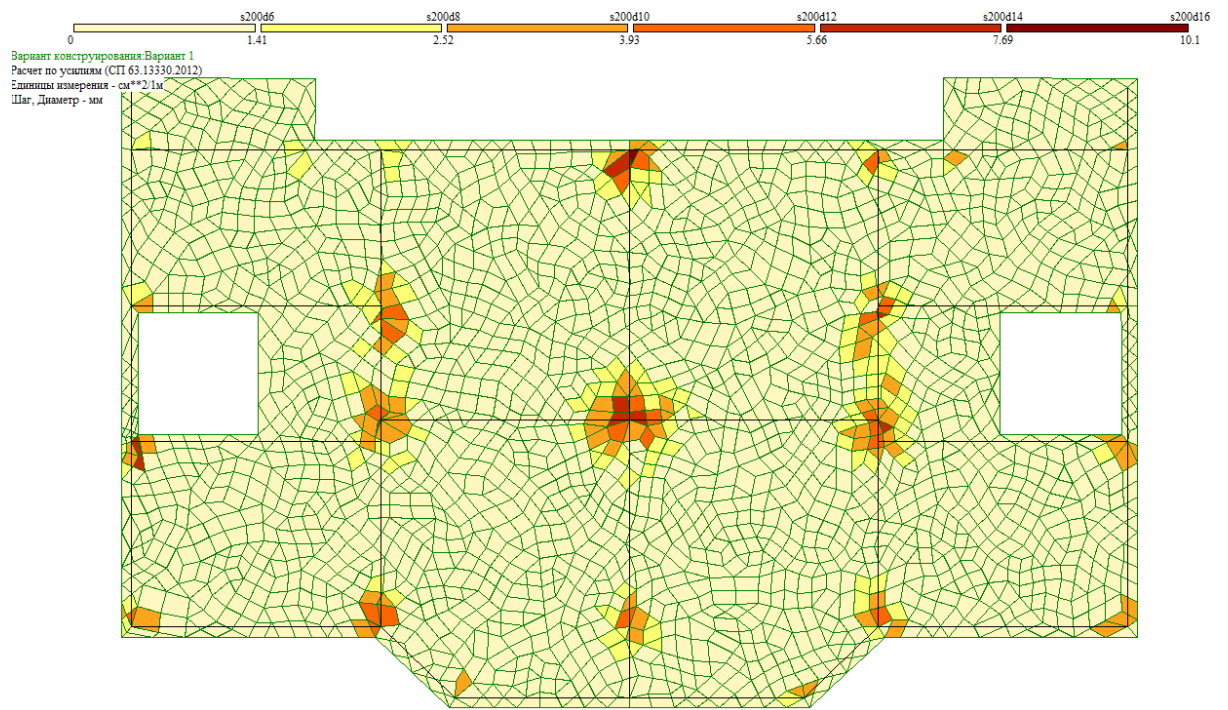 s200d6 s200d8 s200d10 s200d12 s200d14 s200d16
0 1.41 2.52 3.93 5.66 7.69 10.1
Вариант конструирования:Вариант 1
Расчет по усилиям (СП 63.13330.2012)
Единицы измерения - см**2/1м
Шаг, Диаметр - мм